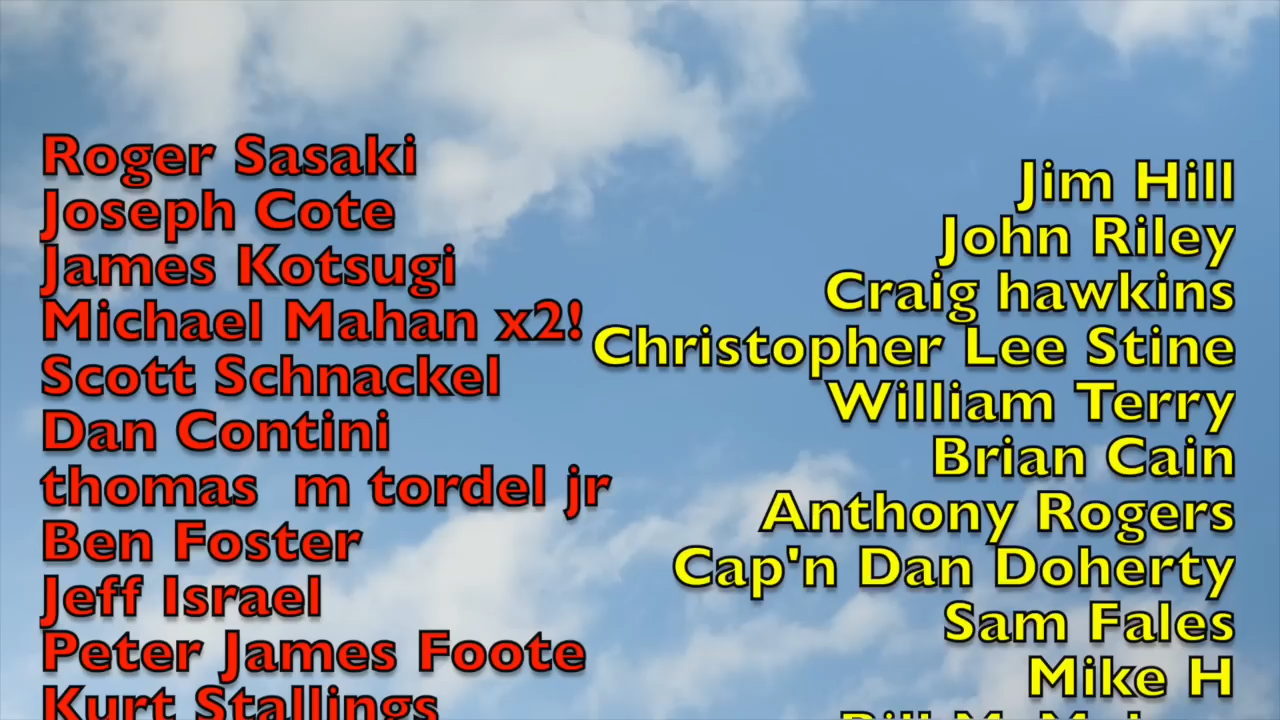 Roger Sasaki
Joseph Cote
James Kotsugi
Michael Mahan x2!
Scott Schnackel
Dan Contini
thomas  m tordel jr
Ben Foster
Jeff Israel
Peter James Foote
Kurt Stallings
Jim Hill
John Riley
Craig hawkins
Christopher Lee Stine
William Terry
Brian Cain
Anthony Rogers
Cap'n Dan Doherty
Sam Fales
Mike H